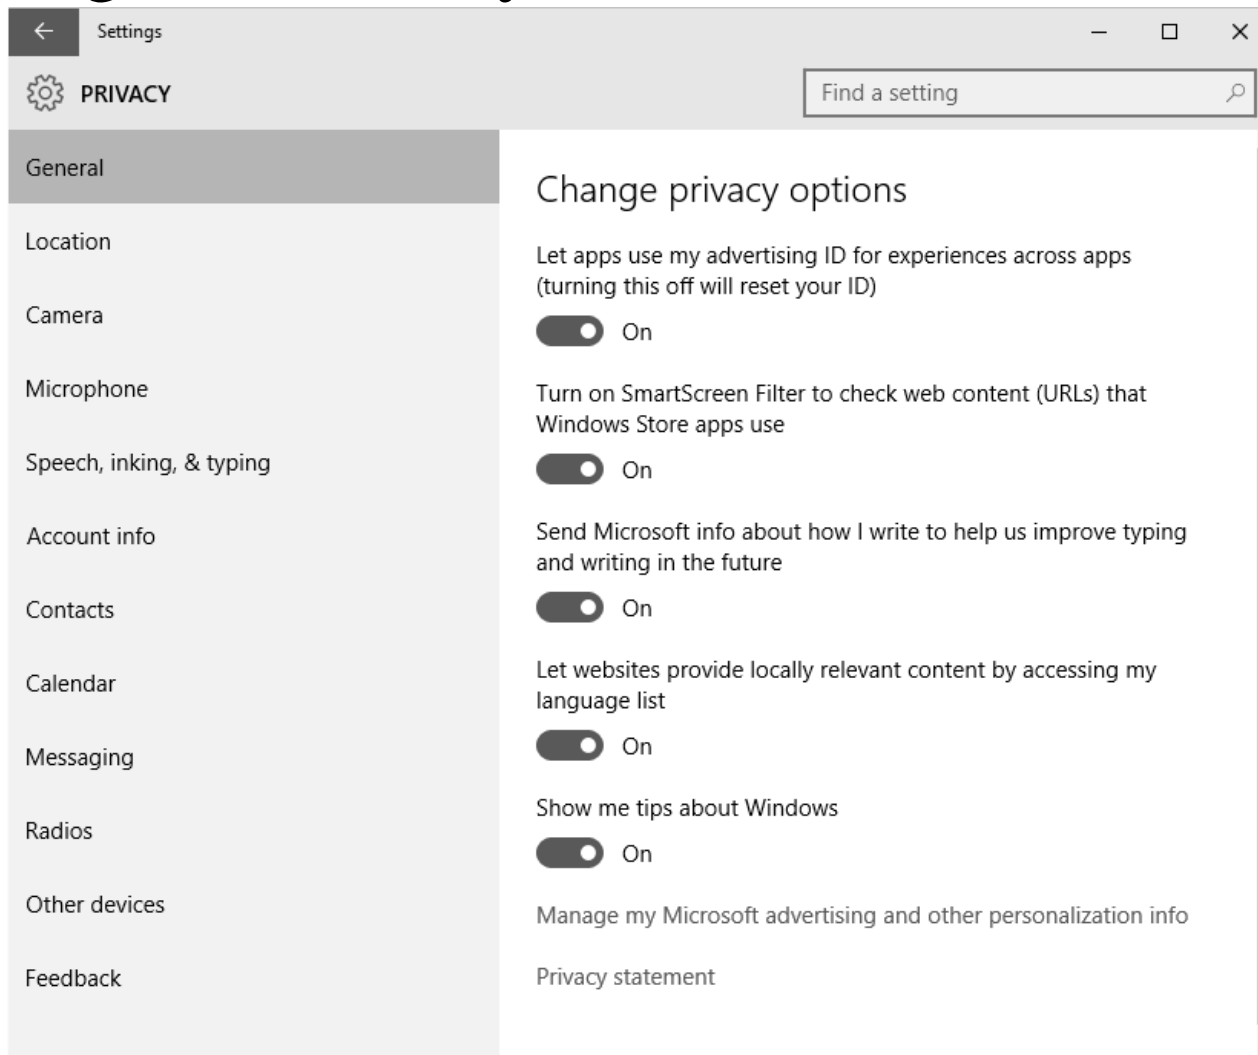 Settings
PRIVACY
Find a setting
General
Location
Camera
Microphone
Speech, inking, & typing
Account info
Contacts
Calendar
Messaging
Radios
Other devices
Feedback
Change privacy options
Let apps use my advertising ID for experiences across apps
(turning this off will reset your ID)
On
Turn on SmartScreen Filter to check web content (URLs) that
Windows Store apps use
On
Send Microsoft info about how I write to help us improve typing
and writing in the future
On
Let websites provide locally relevant content by accessing my
language list
On
Show me tips about Windows
On
Manage my Microsoft advertising and other personalization info
Privacy statement